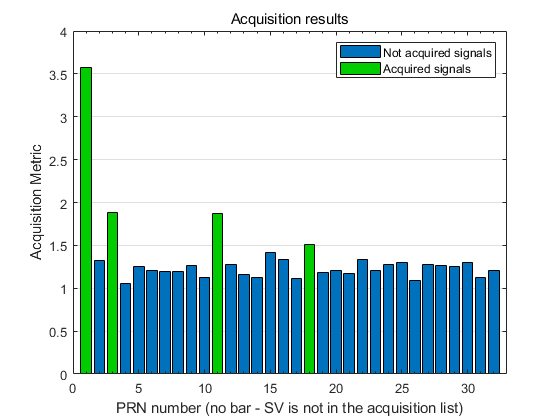 Acquisition results
4
3.5
3
2.5
2
1.5
1
0.5
0
Acquisition Metric
Not acquired signals
Acquired signals
0 5 10 15 20 25 30
PRN number (no bar - SV is not in the acquisition list)